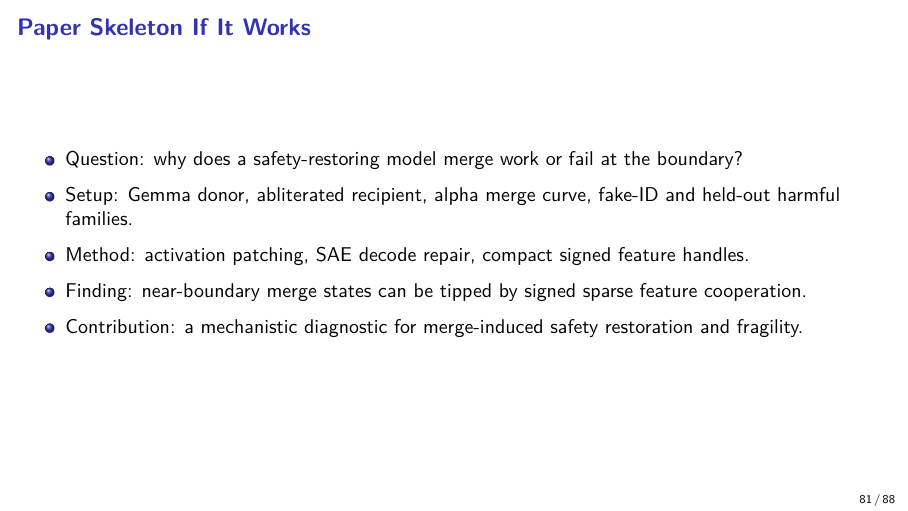 Paper Skeleton If It Works
Question: why does a safety-restoring model merge work or fail at the boundary?
Setup: Gemma donor, abliterated recipient, alpha merge curve, fake-ID and held-out harmful
families.
Method: activation patching, SAE decode repair, compact signed feature handles.
Finding: near-boundary merge states can be tipped by signed sparse feature cooperation.
Contribution: a mechanistic diagnostic for merge-induced safety restoration and fragility.
81 / 88